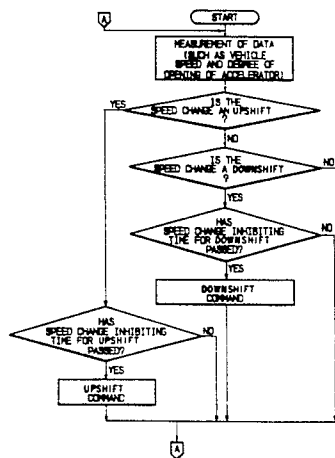 START
A
MEASUREMENT OF DATA
(SUCH AS VEHICLE
SPEED AND DEGREE OF
OPENING OF ACCELERATOR)
YES
IS THE
SPEED CHANGE AN UPSHIFT
?
NO
IS THE
SPEED CHANGE A DOWNSHIFT
?
NO
YES
HAS
SPEED CHANGE INHIBITING
TIME FOR DOWNSHIFT
PASSED?
NO
YES
DOWNSHIFT
COMMAND
HAS
SPEED CHANGE INHIBITING
TIME FOR UPSHIFT
PASSED?
NO
YES
UPSHIFT
COMMAND
A